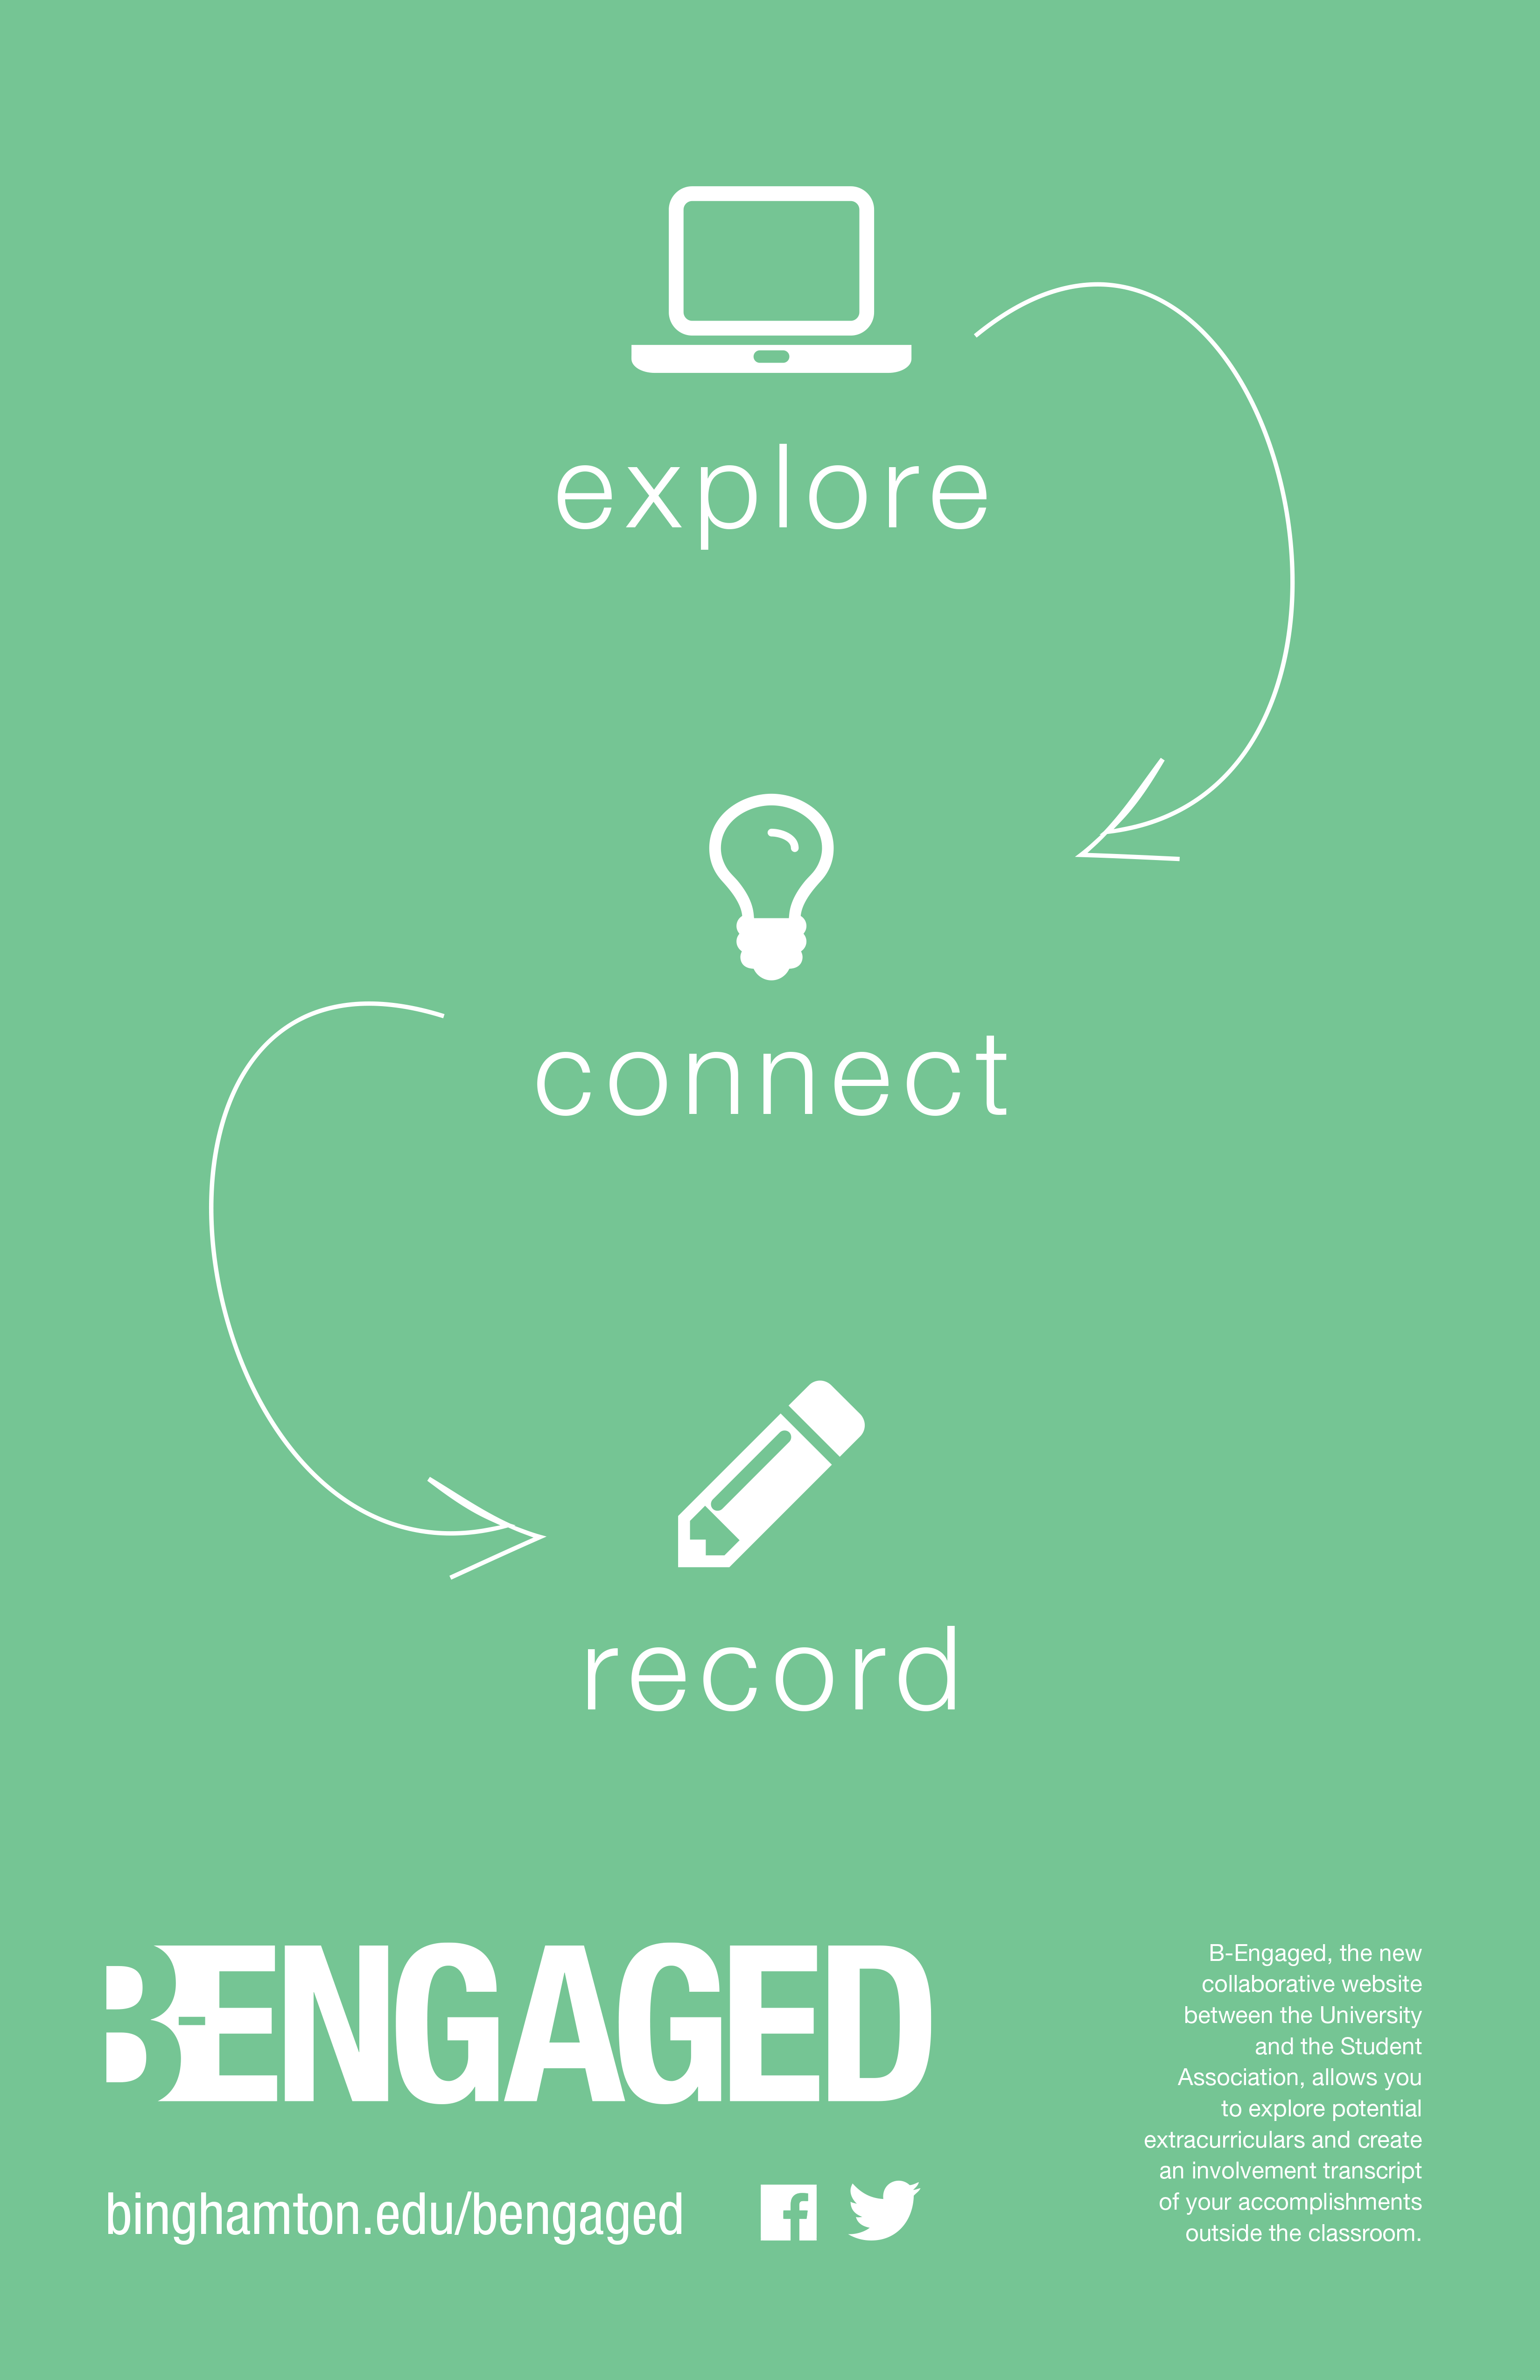 explore
connect
record
B-ENGAGED
binghamton.edu/bengaged
B-Engaged, the new
collaborative website
between the University
and the Student
Association, allows you
to explore potential
extracurriculars and create
an involvement transcript
of your accomplishments
outside the classroom.